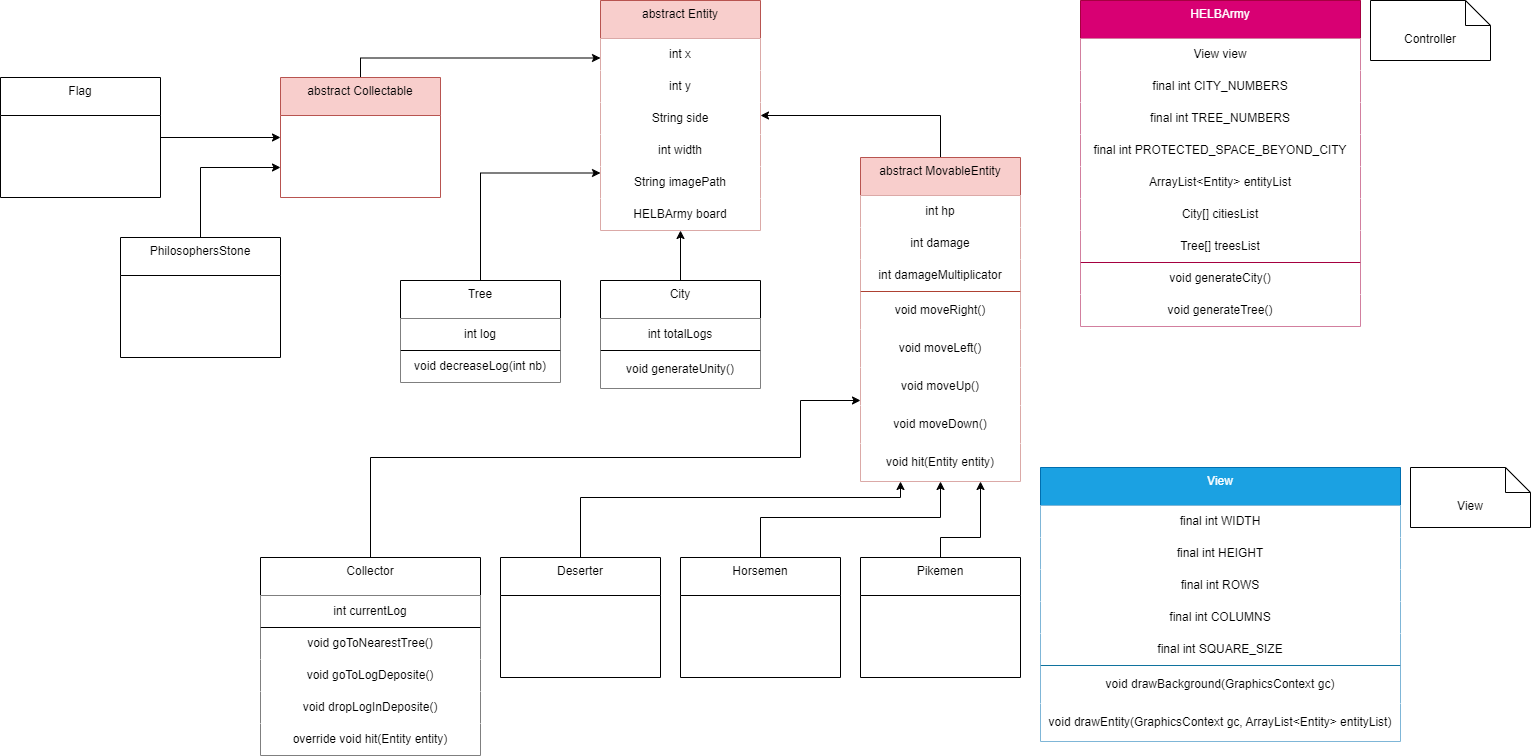 abstract Entity
int x
int y
String side
int width
String imagePath
HELBArmy board
HELBArmy
View view
final int CITY_NUMBERS
final int TREE_NUMBERS
final int PROTECTED_SPACE_BEYOND_CITY
ArrayList<Entity> entityList
City[] citiesList
Tree[] treesList
void generateCity()
void generateTree()
Controller
Flag
abstract Collectable
PhilosophersStone
abstract MovableEntity
int hp
int damage
int damageMultiplicator
void moveRight()
void moveLeft()
void moveUp()
void moveDown()
void hit(Entity entity)
Tree
int log
void decreaseLog(int nb)
City
int totalLogs
void generateUnity()
View
final int WIDTH
final int HEIGHT
final int ROWS
final int COLUMNS
final int SQUARE_SIZE
void drawBackground(GraphicsContext gc)
void drawEntity(GraphicsContext gc, ArrayList<Entity> entityList)
View
Collector
int currentLog
void goToNearestTree()
void goToLogDeposite()
void dropLogInDeposite()
override void hit(Entity entity)
Deserter
Horsemen
Pikemen